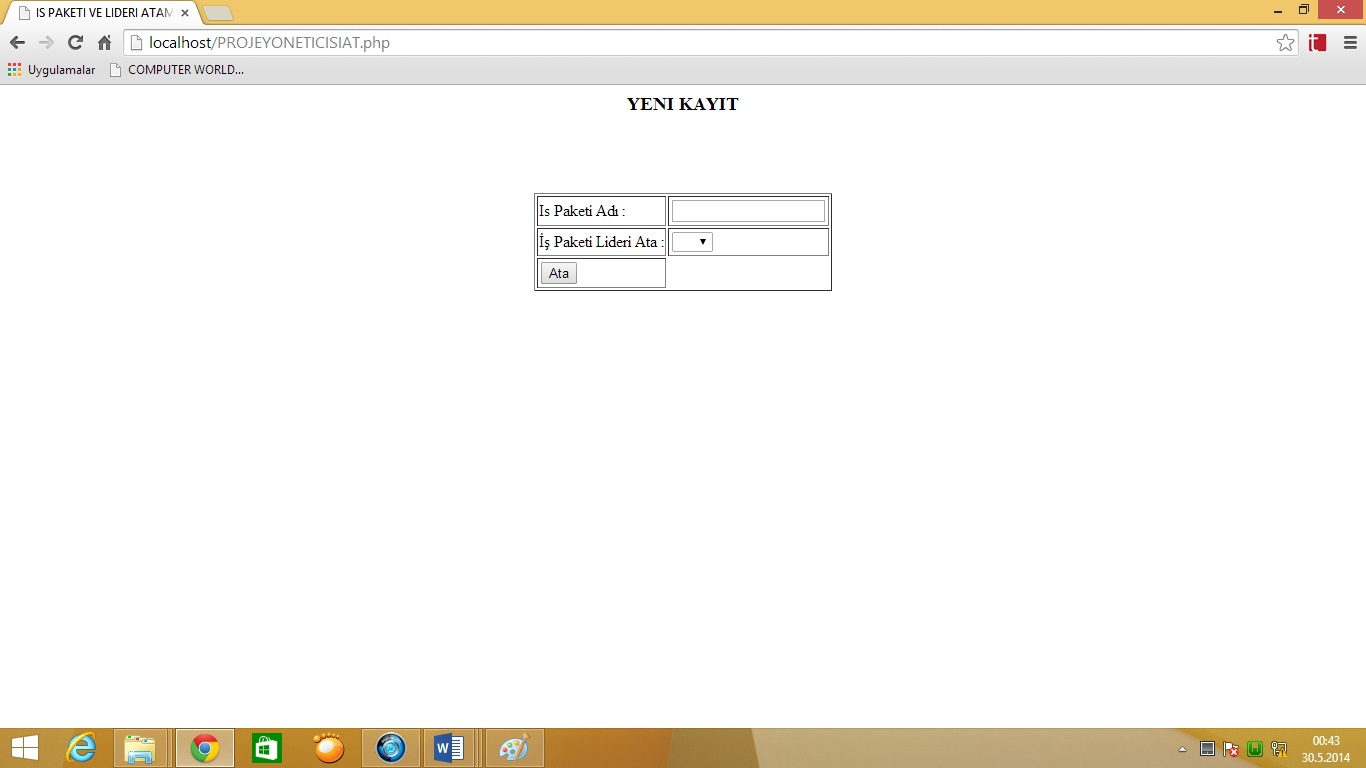 IS PAKETI VE LIDERI ATAM
localhost/PROJEYONETICISIAT.php
Uygulamalar
COMPUTER WORLD...
YENI KAYIT
Is Paketi Adı :
İş Paketi Lideri Ata :
Ata
00:43
30.5.2014